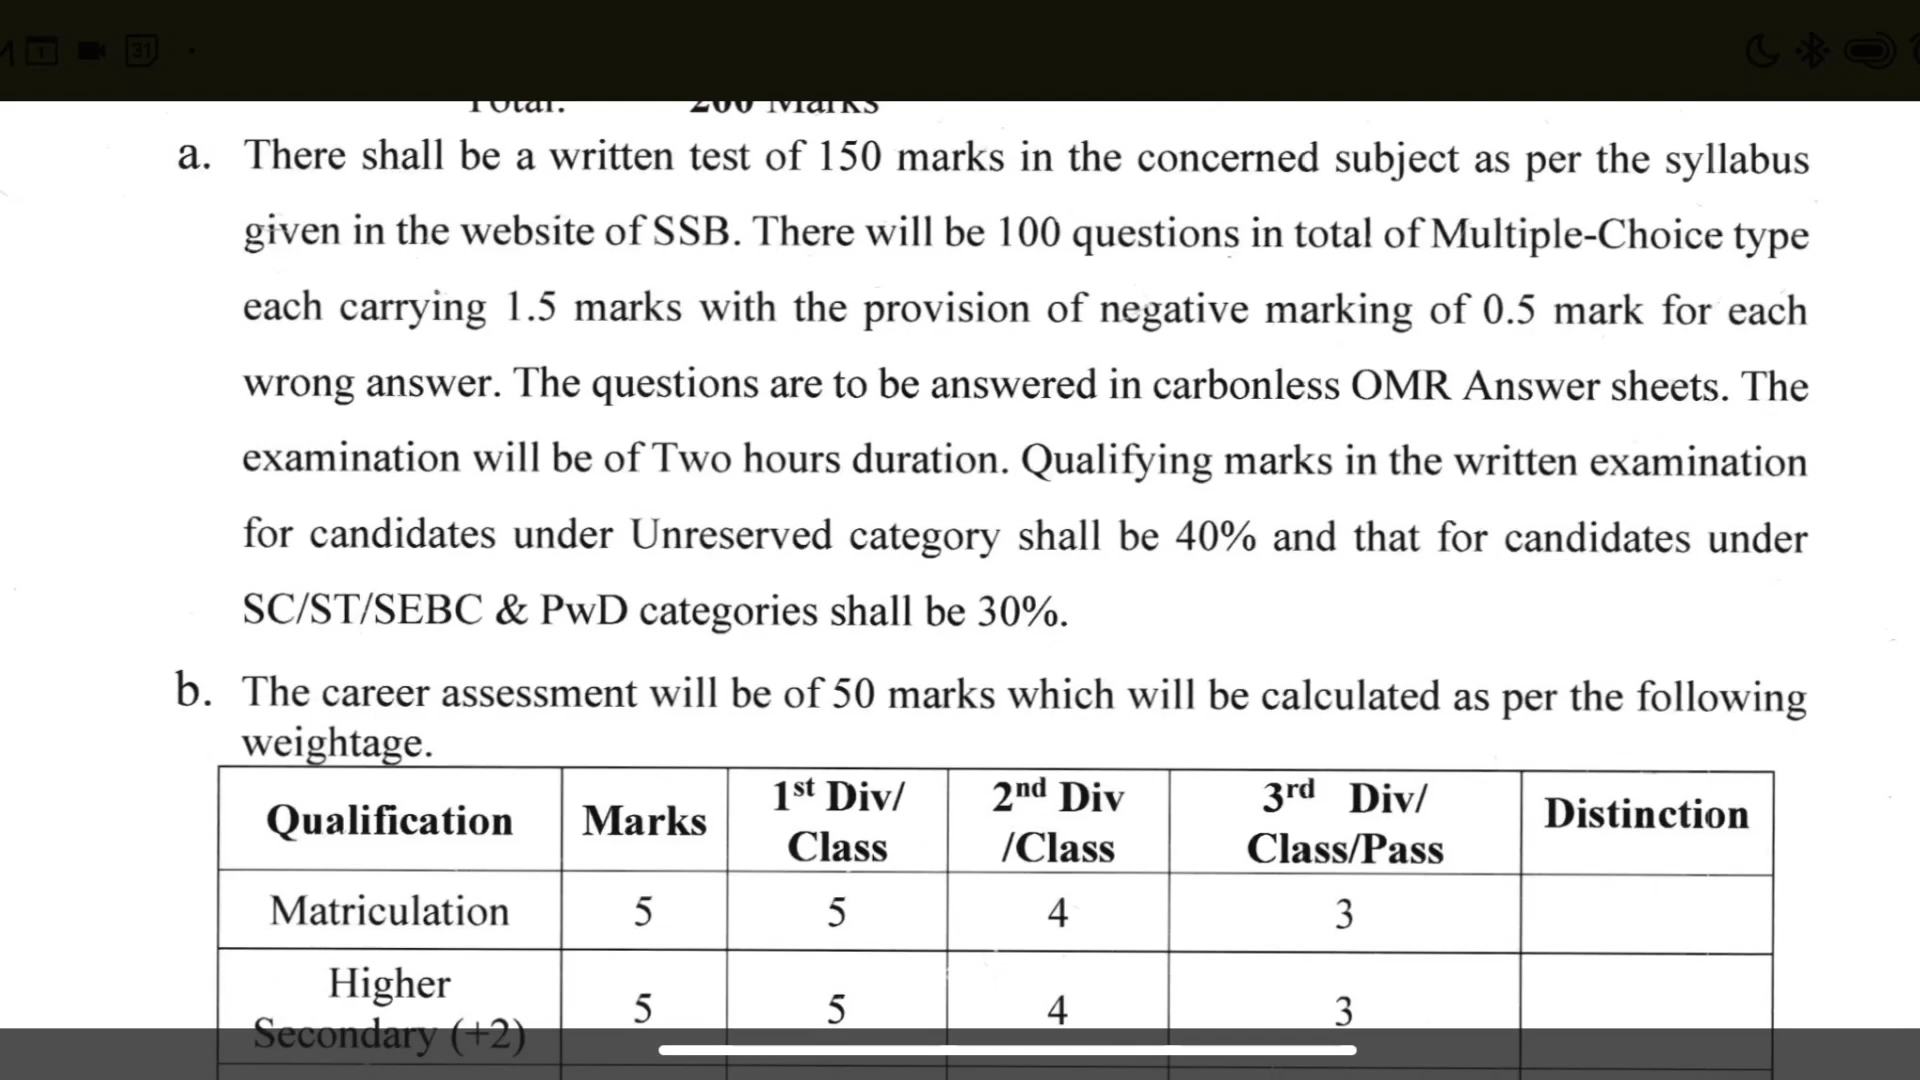 31
Total: 200 Marks
a. There shall be a written test of 150 marks in the concerned subject as per the syllabus
given in the website of SSB. There will be 100 questions in total of Multiple-Choice type
each carrying 1.5 marks with the provision of negative marking of 0.5 mark for each
wrong answer. The questions are to be answered in carbonless OMR Answer sheets. The
examination will be of Two hours duration. Qualifying marks in the written examination
for candidates under Unreserved category shall be 40% and that for candidates under
SC/ST/SEBC & PwD categories shall be 30%.
b. The career assessment will be of 50 marks which will be calculated as per the following
weightage.
Qualification Marks 1st Div/ Class 2nd Div /Class 3rd Div/ Class/Pass Distinction
Matriculation 5 5 4 3
Higher Secondary (+2) 5 5 4 3